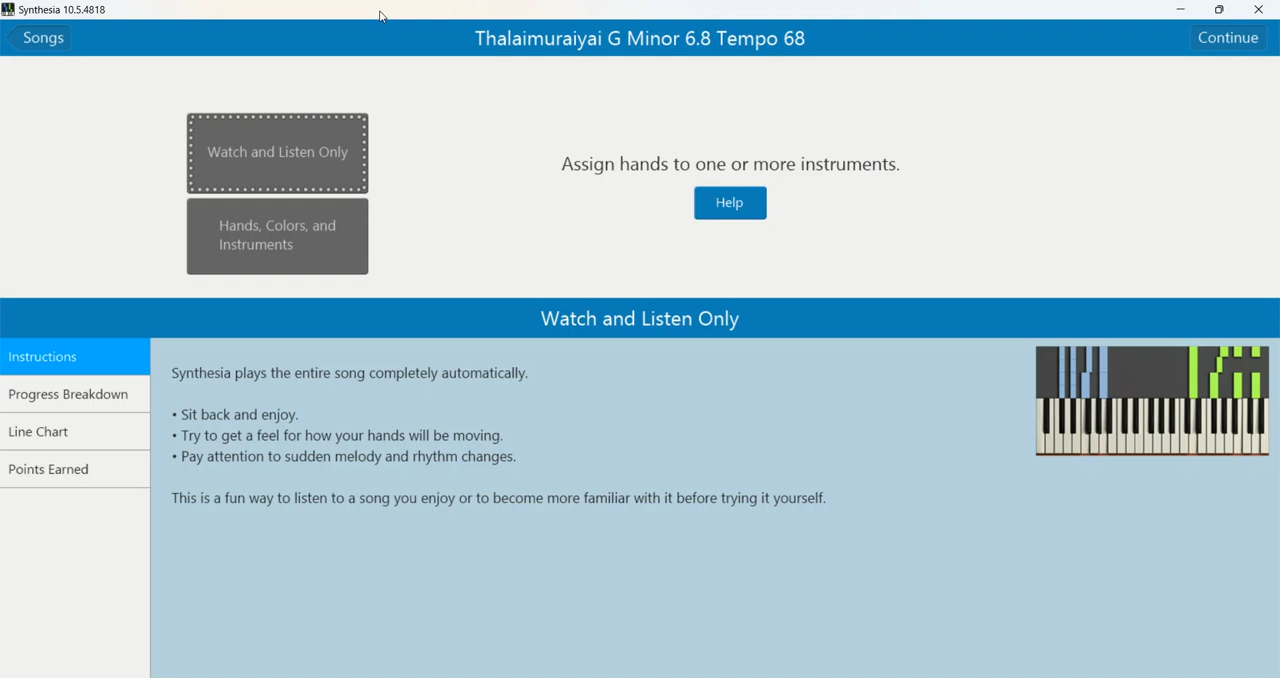 Synthesia 10.5.4818
Songs
Thalaimuraiyai G Minor 6.8 Tempo 68
Continue
Watch and Listen Only
Hands, Colors, and
Instruments
Assign hands to one or more instruments.
Help
Watch and Listen Only
Instructions
Progress Breakdown
Line Chart
Points Earned
Synthesia plays the entire song completely automatically.
• Sit back and enjoy.
• Try to get a feel for how your hands will be moving.
• Pay attention to sudden melody and rhythm changes.
This is a fun way to listen to a song you enjoy or to become more familiar with it before trying it yourself.